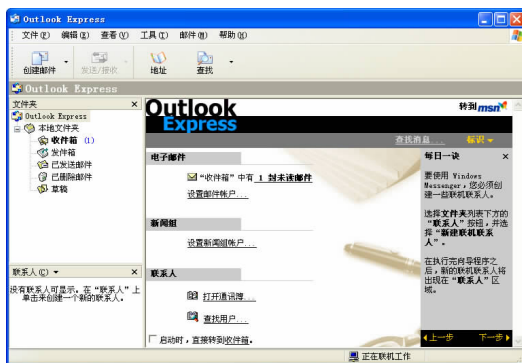 Outlook Express
文件(F) 编辑(E) 查看(V) 工具(T) 邮件(M) 帮助(H)
创建邮件 发送/接收 地址 查找
Outlook Express
文件夹 ×
Outlook Express
本地文件夹
收件箱 (1)
发件箱
已发送邮件
已删除邮件
草稿
联系人(C) ×
没有联系人可显示。在“联系人”上
单击来创建一个新的联系人。
Outlook
Express
转到 msn
查找消息... 标识
电子邮件
“收件箱”中有 1 封未读邮件
设置邮件帐户...
新闻组
设置新闻组帐户...
联系人
打开通讯簿...
查找用户...
启动时，直接转到收件箱。
每日一诀 ×
要使用 Windows
Messenger，您必须创
建一些联机联系人。
选择文件夹列表下方的
“联系人”按钮，并选
择“新建联机联系
人”。
在执行完向导程序之
后，新的联机联系人将
出现在“联系人”区
域。
上一步 下一步
正在联机工作